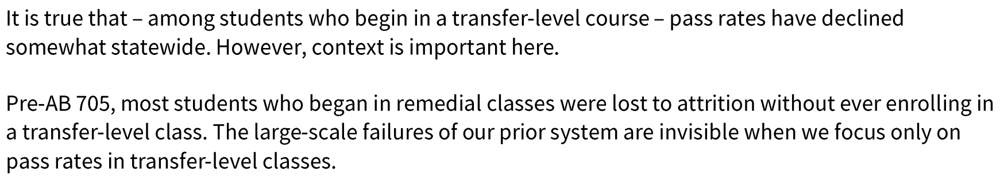 It is true that – among students who begin in a transfer-level course – pass rates have declined
somewhat statewide. However, context is important here.
Pre-AB 705, most students who began in remedial classes were lost to attrition without ever enrolling in
a transfer-level class. The large-scale failures of our prior system are invisible when we focus only on
pass rates in transfer-level classes.